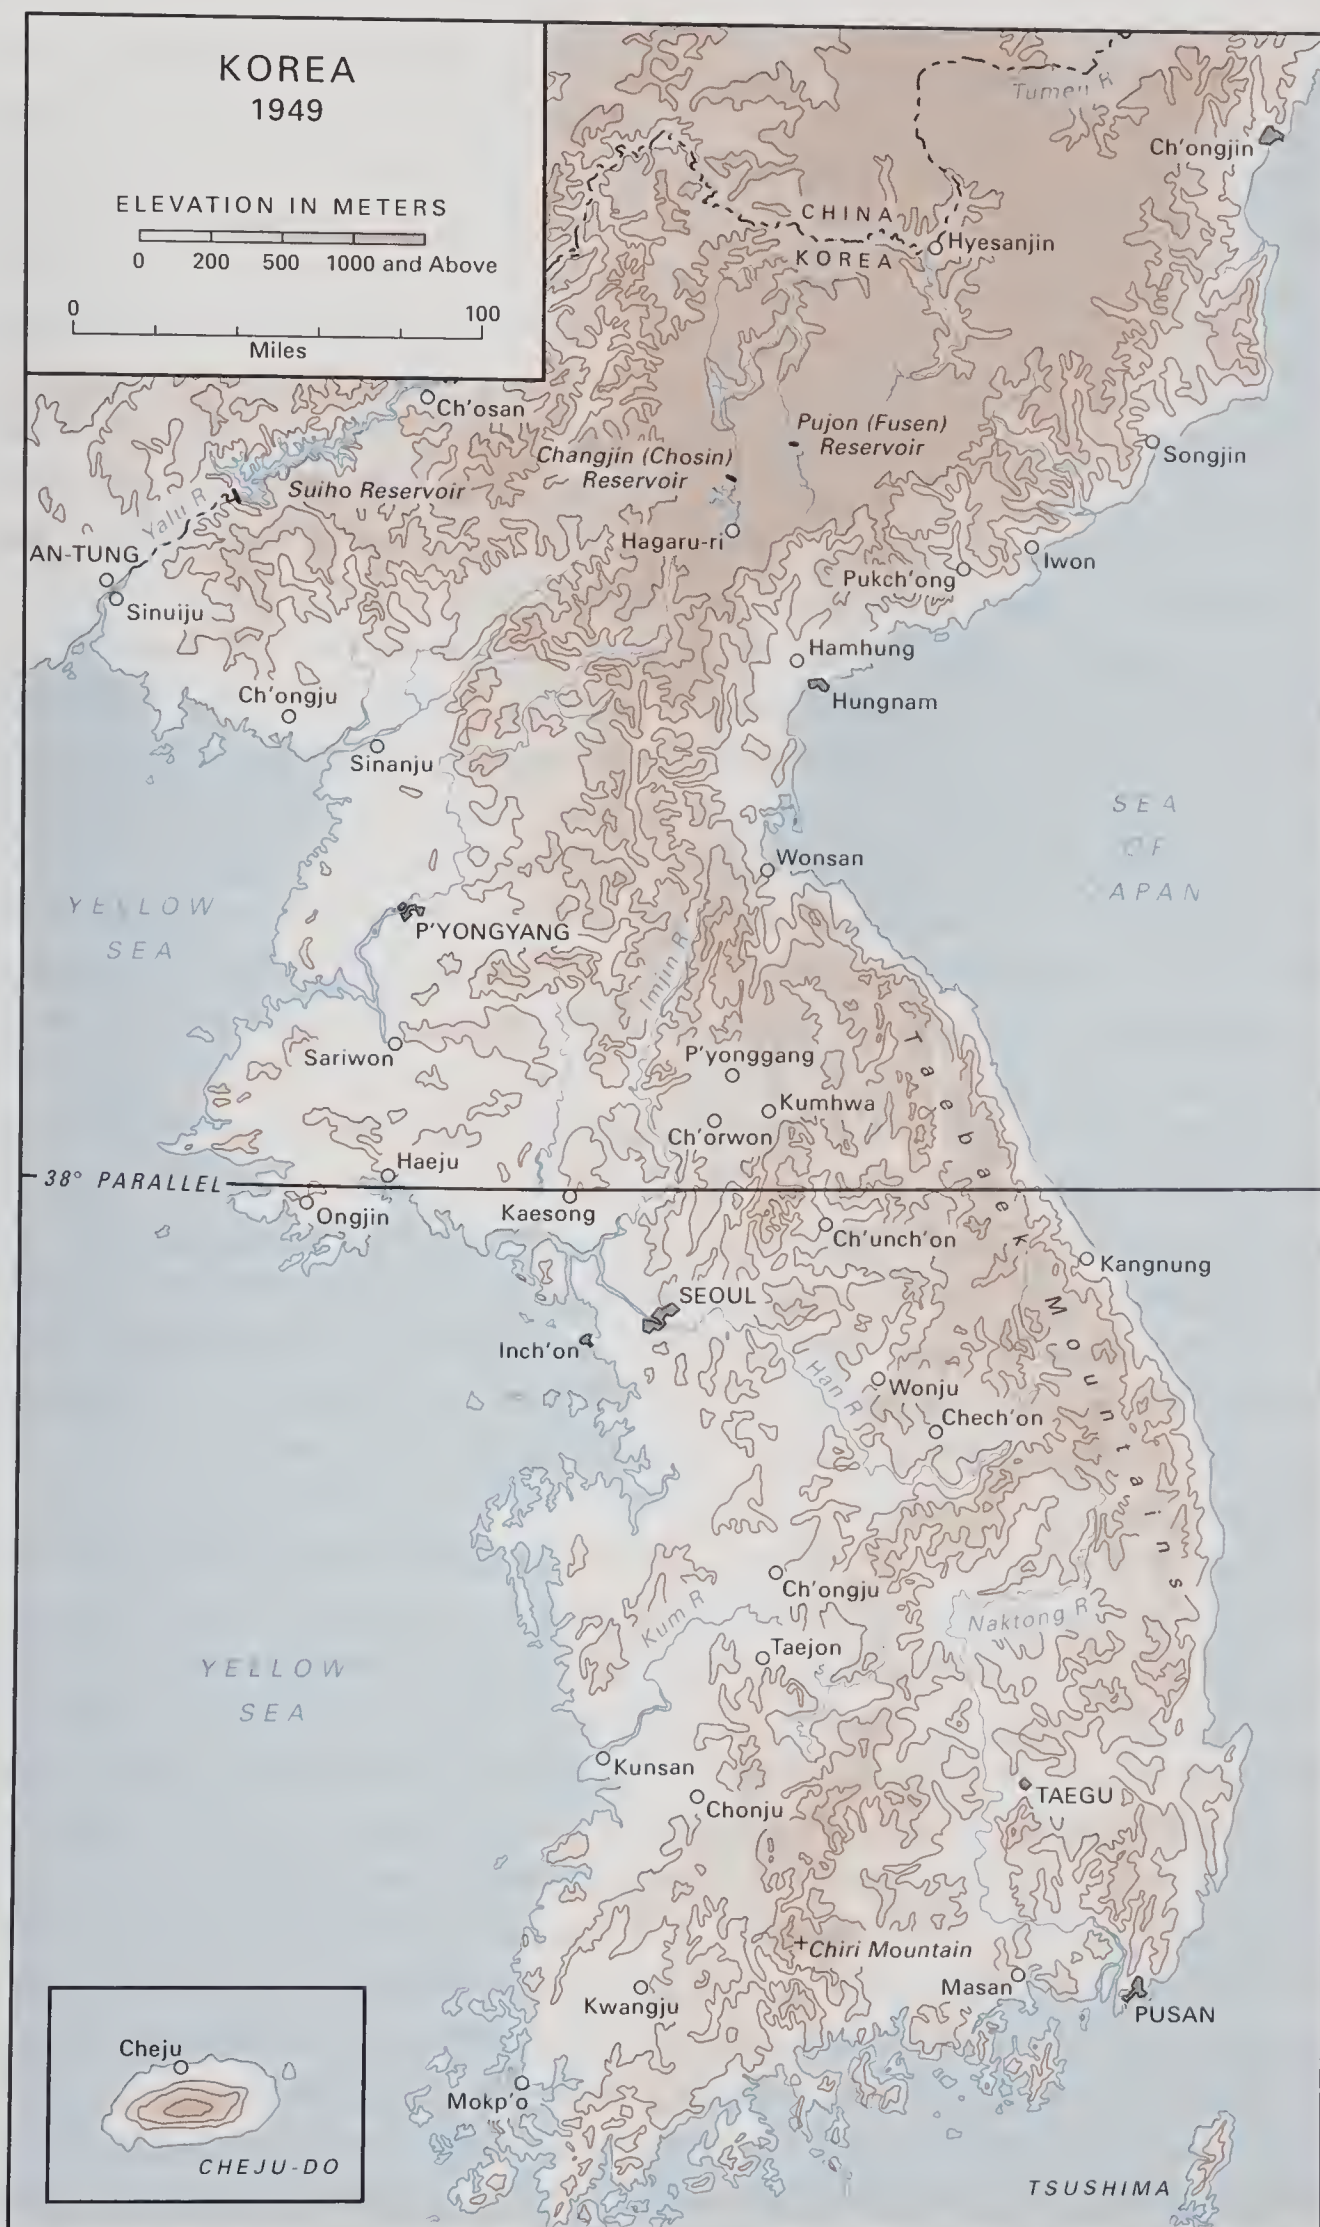 KOREA
1949
ELEVATION IN METERS
0 200 500 1000 and Above
0 100
Miles
Tumen R
Ch'ongjin
CHINA
KOREA
Hyesanjin
Ch'osan
Pujon (Fusen)
Reservoir
Changjin (Chosin)
Reservoir
Songjin
Suiho Reservoir
Yalu R
Hagaru-ri
AN-TUNG
Iwon
Pukch'ong
Sinuiju
Hamhung
Ch'ongju
Hungnam
Sinanju
SEA
OF
APAN
Wonsan
YELLOW
SEA
P'YONGYANG
Imjin R
Sariwon
P'yonggang
Kumhwa
Ch'orwon
Taebaek Mountains
Haeju
38° PARALLEL
Ongjin
Kaesong
Ch'unch'on
Kangnung
SEOUL
Inch'on
Han R
Wonju
Chech'on
Ch'ongju
Kum R
Naktong R
Taejon
YELLOW
SEA
Kunsan
TAEGU
Chonju
Chiri Mountain
Masan
Kwangju
PUSAN
Cheju
Mokp'o
CHEJU-DO
TSUSHIMA